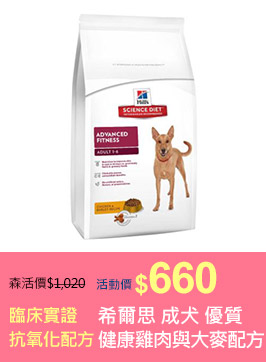 Hill's
SCIENCE DIET
ADVANCED
FITNESS
ADULT 1-6
森活價$1,020 活動價 $660
臨床實證 希爾思 成犬 優質
抗氧化配方 健康雞肉與大麥配方